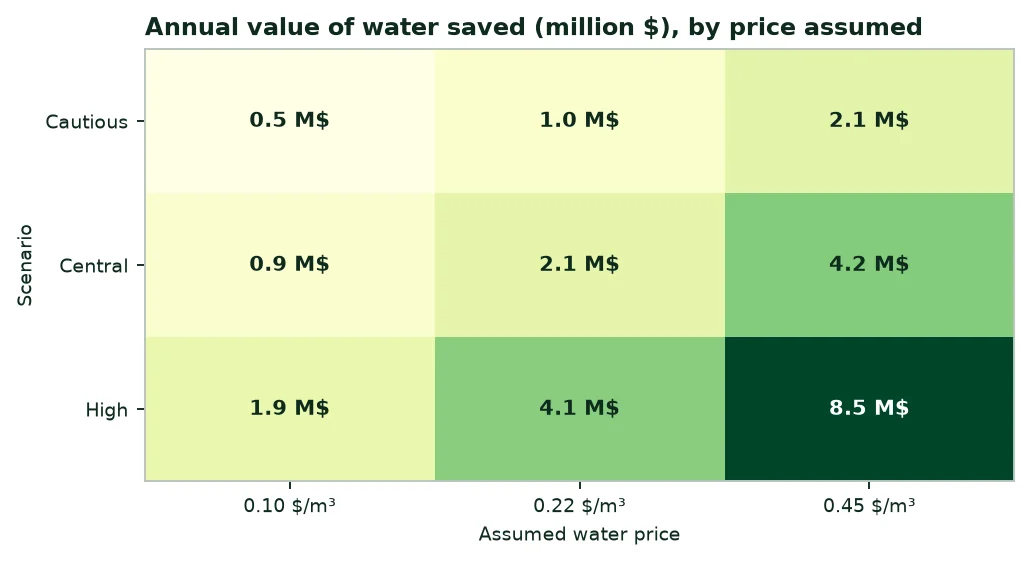 Annual value of water saved (million $), by price assumed
Scenario
Cautious 0.5 M$ 1.0 M$ 2.1 M$
Central 0.9 M$ 2.1 M$ 4.2 M$
High 1.9 M$ 4.1 M$ 8.5 M$
0.10 $/m³ 0.22 $/m³ 0.45 $/m³
Assumed water price